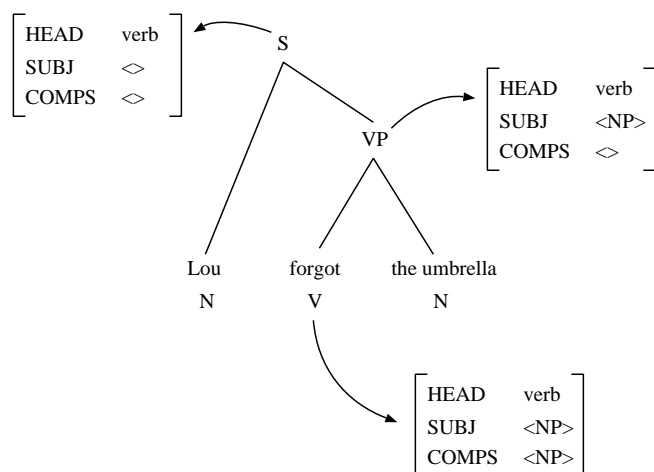 HEAD verb
SUBJ <>
COMPS <>
S
HEAD verb
SUBJ <NP>
COMPS <>
VP
Lou forgot the umbrella
N V N
HEAD verb
SUBJ <NP>
COMPS <NP>